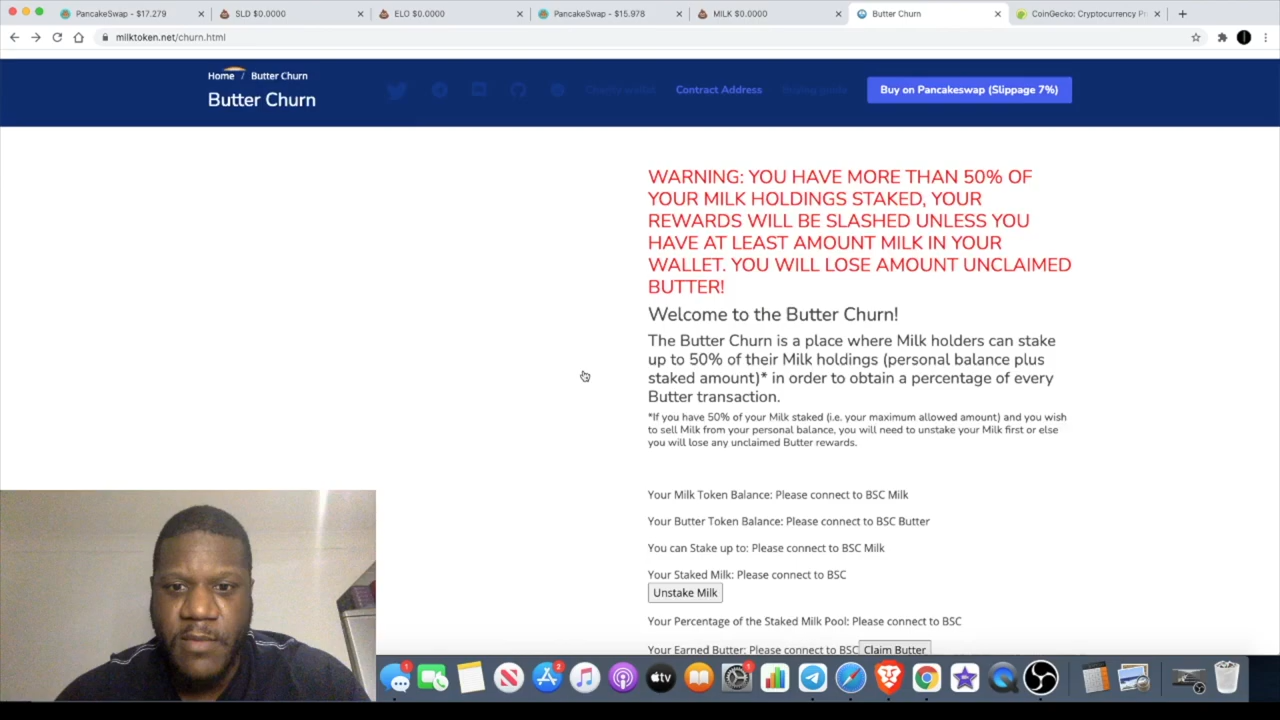 PancakeSwap - $17.279
SLD $0.0000
ELO $0.0000
PancakeSwap - $15.978
MILK $0.0000
Butter Churn
CoinGecko: Cryptocurrency Pr
milktoken.net/churn.html
Home / Butter Churn
Butter Churn
Charity wallet
Contract Address
Buy on Pancakeswap (Slippage 7%)
WARNING: YOU HAVE MORE THAN 50% OF
YOUR MILK HOLDINGS STAKED, YOUR
REWARDS WILL BE SLASHED UNLESS YOU
HAVE AT LEAST AMOUNT MILK IN YOUR
WALLET. YOU WILL LOSE AMOUNT UNCLAIMED
BUTTER!
Welcome to the Butter Churn!
The Butter Churn is a place where Milk holders can stake
up to 50% of their Milk holdings (personal balance plus
staked amount)* in order to obtain a percentage of every
Butter transaction.
*If you have 50% of your Milk staked (i.e. your maximum allowed amount) and you wish
to sell Milk from your personal balance, you will need to unstake your Milk first or else
you will lose any unclaimed Butter rewards.
Your Milk Token Balance: Please connect to BSC Milk
Your Butter Token Balance: Please connect to BSC Butter
You can Stake up to: Please connect to BSC Milk
Your Staked Milk: Please connect to BSC
Unstake Milk
Your Percentage of the Staked Milk Pool: Please connect to BSC
Your Earned Butter: Please connect to BSC Claim Butter
1
2
tv
1